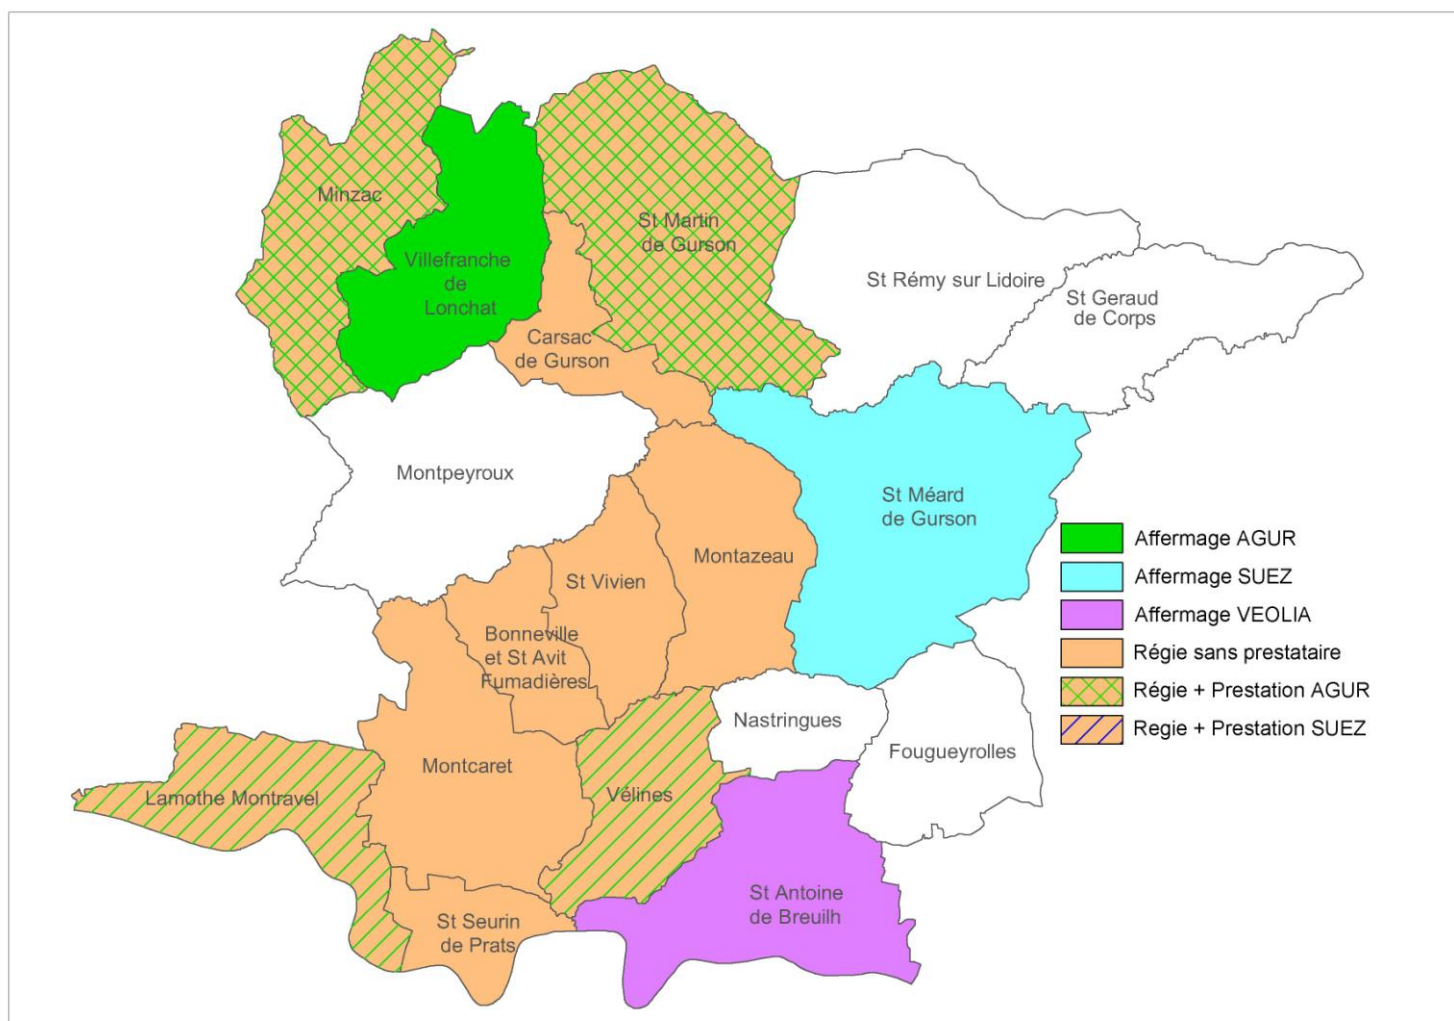 Minzac
St Martin
de Gurson
Villefranche
de
Lonchat
St Rémy sur Lidoire
St Geraud
de Corps
Carsac
de Gurson
Montpeyroux
St Méard
de Gurson
Montazeau
St Vivien
Bonneville
et St Avit
Fumadières
Nastringues
Fougueyrolles
Montcaret
Vélines
Lamothe Montravel
St Antoine
de Breuilh
St Seurin
de Prats
Affermage AGUR
Affermage SUEZ
Affermage VEOLIA
Régie sans prestataire
Régie + Prestation AGUR
Regie + Prestation SUEZ